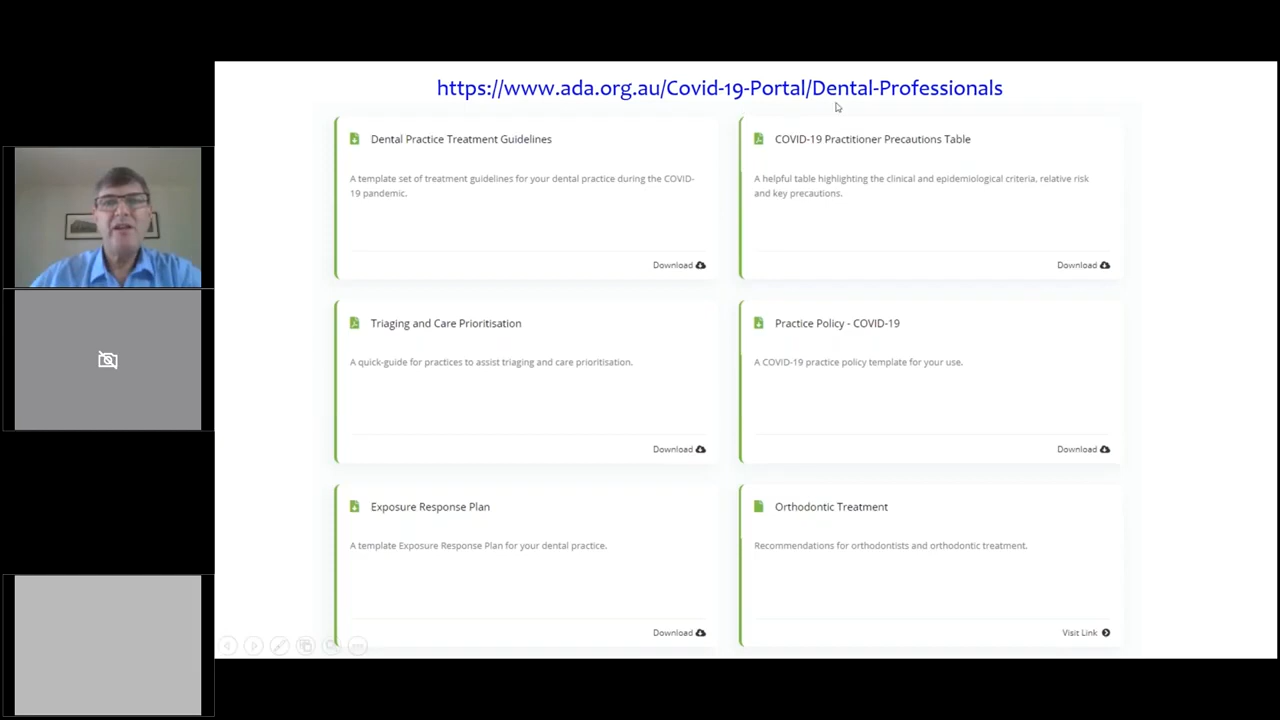 https://www.ada.org.au/Covid-19-Portal/Dental-Professionals
Dental Practice Treatment Guidelines
A template set of treatment guidelines for your dental practice during the COVID-
19 pandemic.
Download
COVID-19 Practitioner Precautions Table
A helpful table highlighting the clinical and epidemiological criteria, relative risk
and key precautions.
Download
Triaging and Care Prioritisation
A quick-guide for practices to assist triaging and care prioritisation.
Download
Practice Policy - COVID-19
A COVID-19 practice policy template for your use.
Download
Exposure Response Plan
A template Exposure Response Plan for your dental practice.
Download
Orthodontic Treatment
Recommendations for orthodontists and orthodontic treatment.
Visit Link